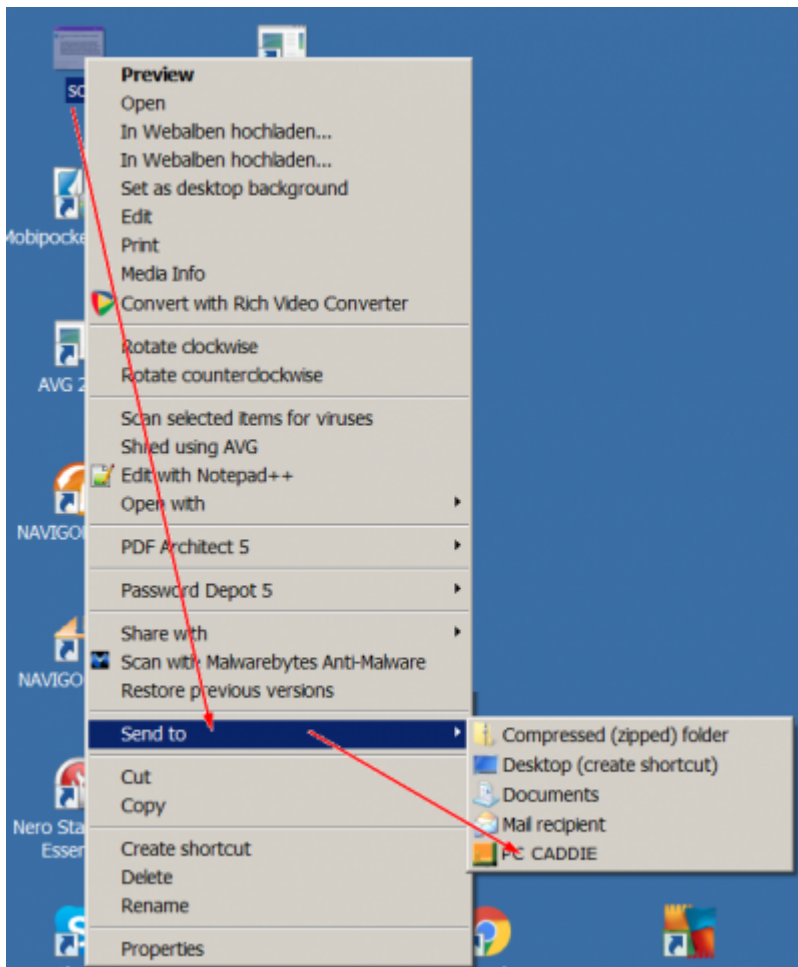 Preview
Open
In Webalben hochladen...
In Webalben hochladen...
Set as desktop background
Edit
Print
Media Info
Convert with Rich Video Converter
Rotate clockwise
Rotate counterclockwise
Scan selected items for viruses
Shred using AVG
Edit with Notepad++
Open with
PDF Architect 5
Password Depot 5
Share with
Scan with Malwarebytes Anti-Malware
Restore previous versions
Send to
Cut
Copy
Create shortcut
Delete
Rename
Properties
Compressed (zipped) folder
Desktop (create shortcut)
Documents
Mail recipient
PC CADDIE
AVG
Nero